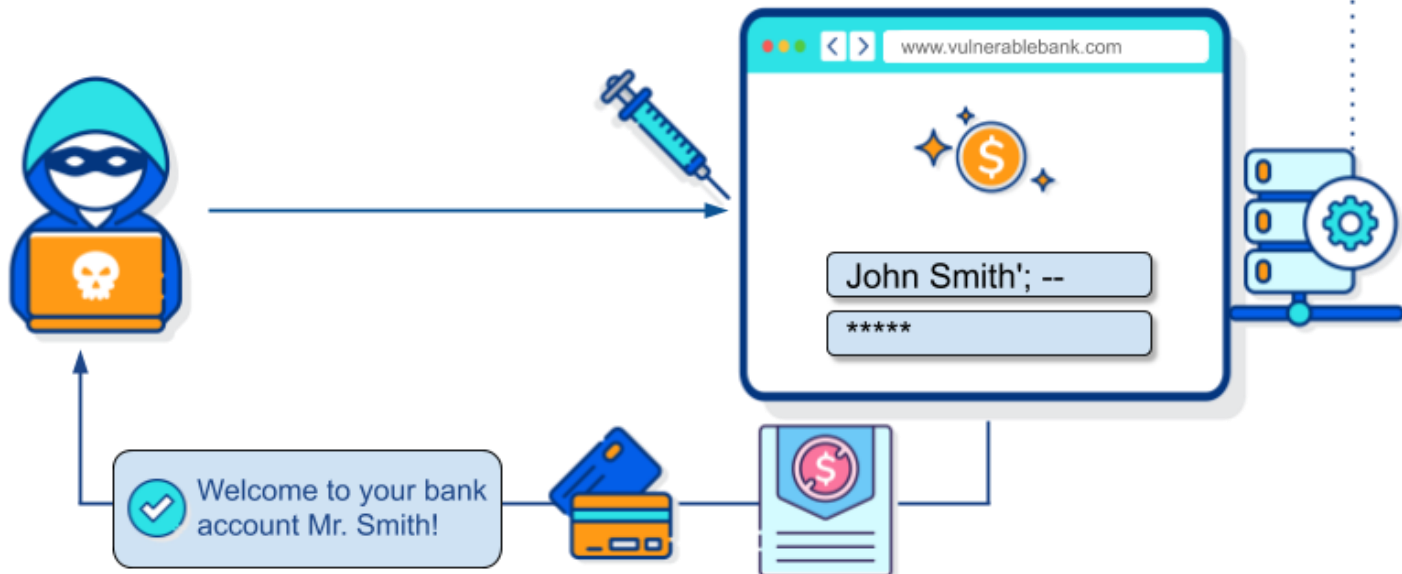 www.vulnerablebank.com
$
John Smith'; --
*****
$
Welcome to your bank
account Mr. Smith!